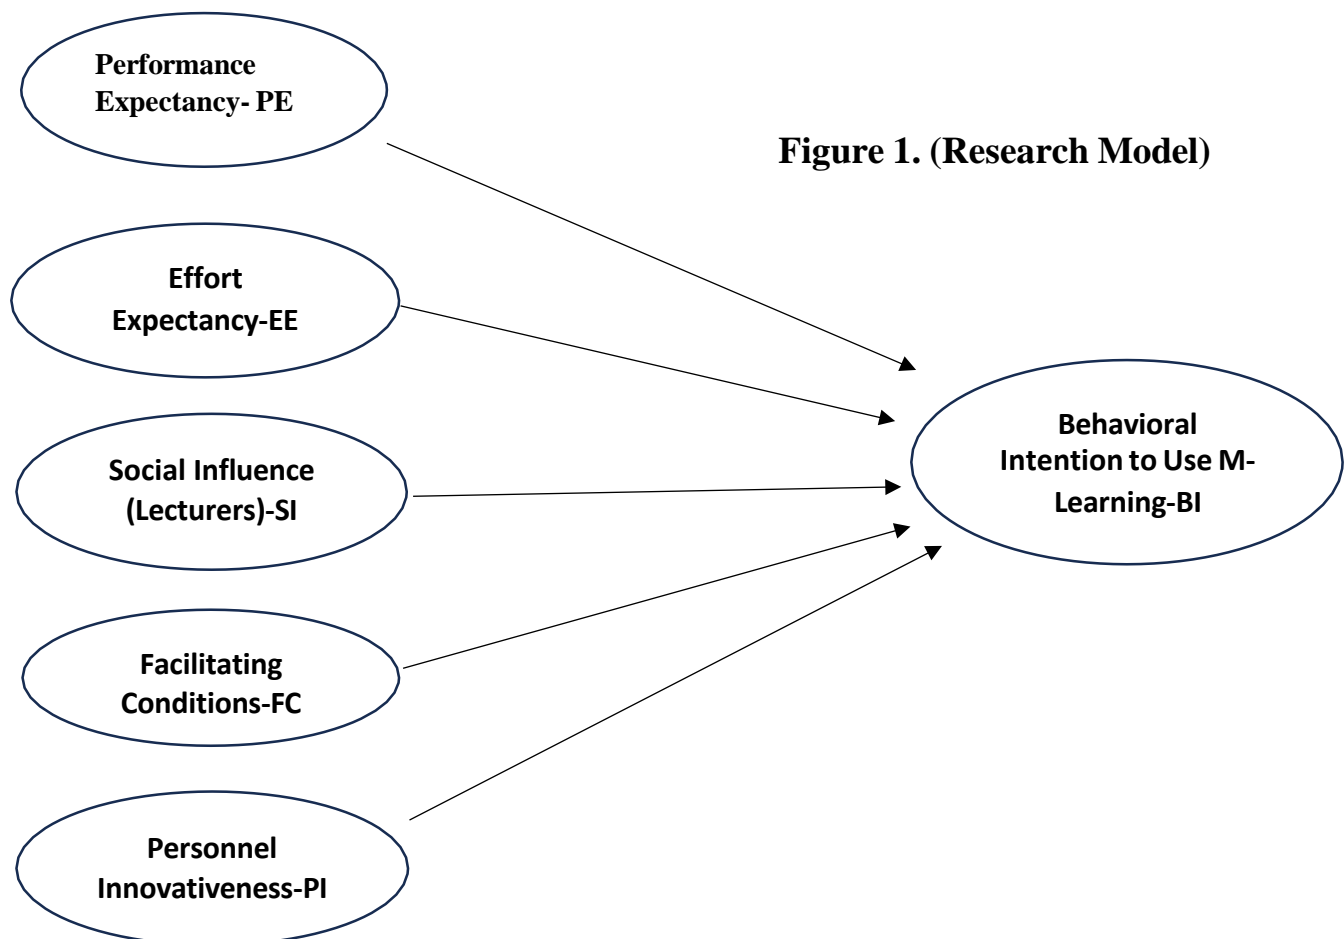 Performance
Expectancy- PE
Figure 1. (Research Model)
Effort
Expectancy-EE
Social Influence
(Lecturers)-SI
Behavioral
Intention to Use M-
Learning-BI
Facilitating
Conditions-FC
Personnel
Innovativeness-PI